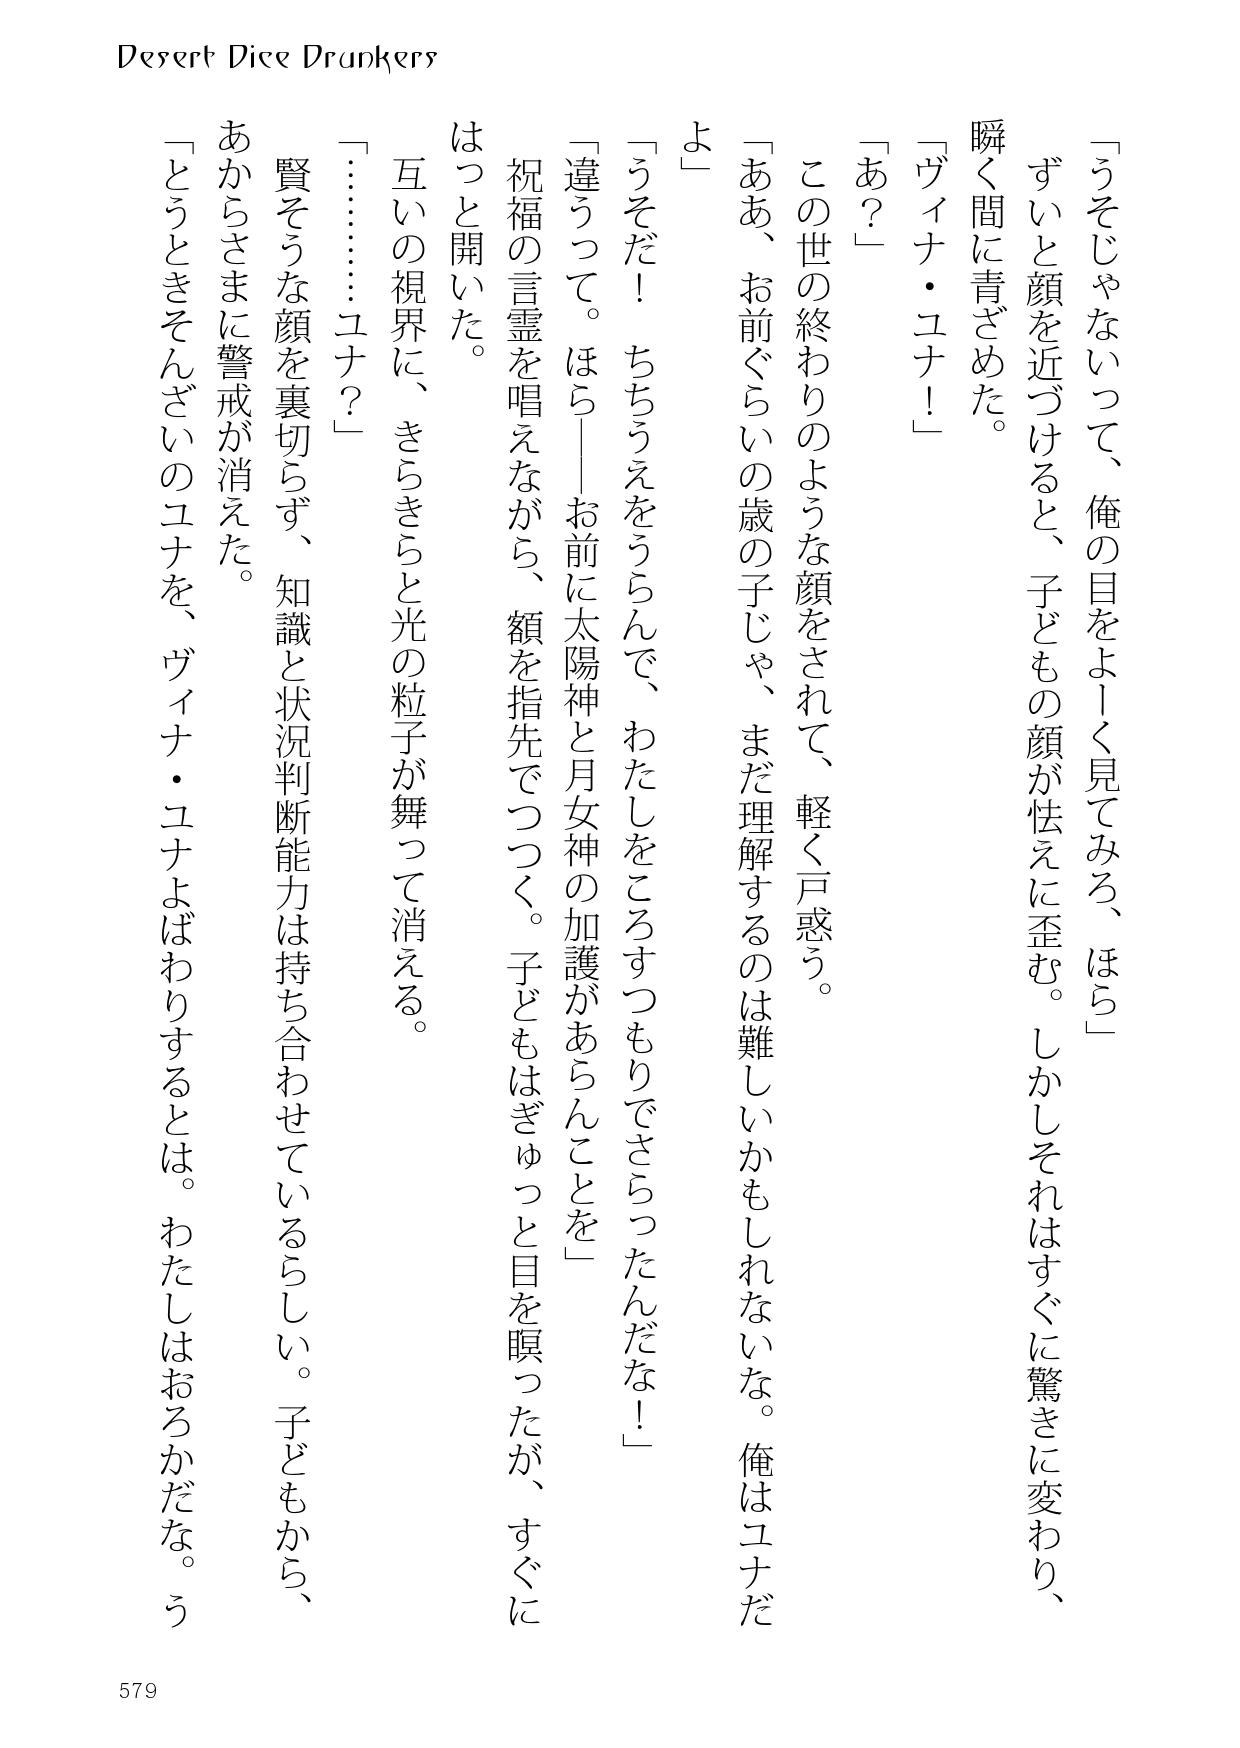 Desert Dice Drunkers
「うそじゃないって、俺の目をよーく見てみろ、ほら」
　ずいと顔を近づけると、子どもの顔が怯えに歪む。しかしそれはすぐに驚きに変わり、
瞬く間に青ざめた。
「ヴィナ・ユナ！」
「あ？」
　この世の終わりのような顔をされて、軽く戸惑う。
「ああ、お前ぐらいの歳の子じゃ、まだ理解するのは難しいかもしれないな。俺はユナだ
よ」
「うそだ！　ちちうえをうらんで、わたしをころすつもりでさらったんだな！」
「違うって。ほら――お前に太陽神と月女神の加護があらんことを」
　祝福の言霊を唱えながら、額を指先でつつく。子どもはぎゅっと目を瞑ったが、すぐに
はっと開いた。
　互いの視界に、きらきらと光の粒子が舞って消える。
「…………ユナ？」
　賢そうな顔を裏切らず、知識と状況判断能力は持ち合わせているらしい。子どもから、
あからさまに警戒が消えた。
「とうときそんざいのユナを、ヴィナ・ユナよばわりするとは。わたしはおろかだな。う
579